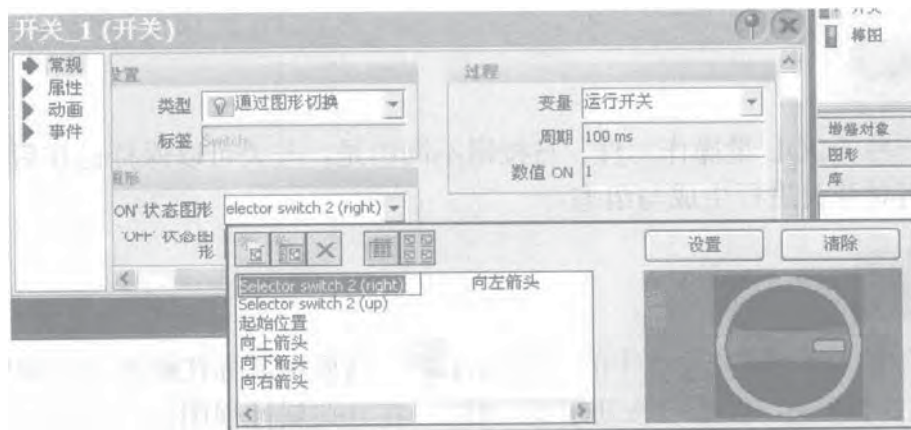 开关_1 (开关)
常规
属性
动画
事件
设置
类型 通过图形切换
标签 Switch
图形
ON' 状态图形 elector switch 2 (right)
'OFF' 状态图形
过程
变量 运行开关
周期 100 ms
数值 ON 1
开关
棒图
增强对象
图形
库
设置
清除
Selector switch 2 (right)
向左箭头
Selector switch 2 (up)
起始位置
向上箭头
向下箭头
向右箭头